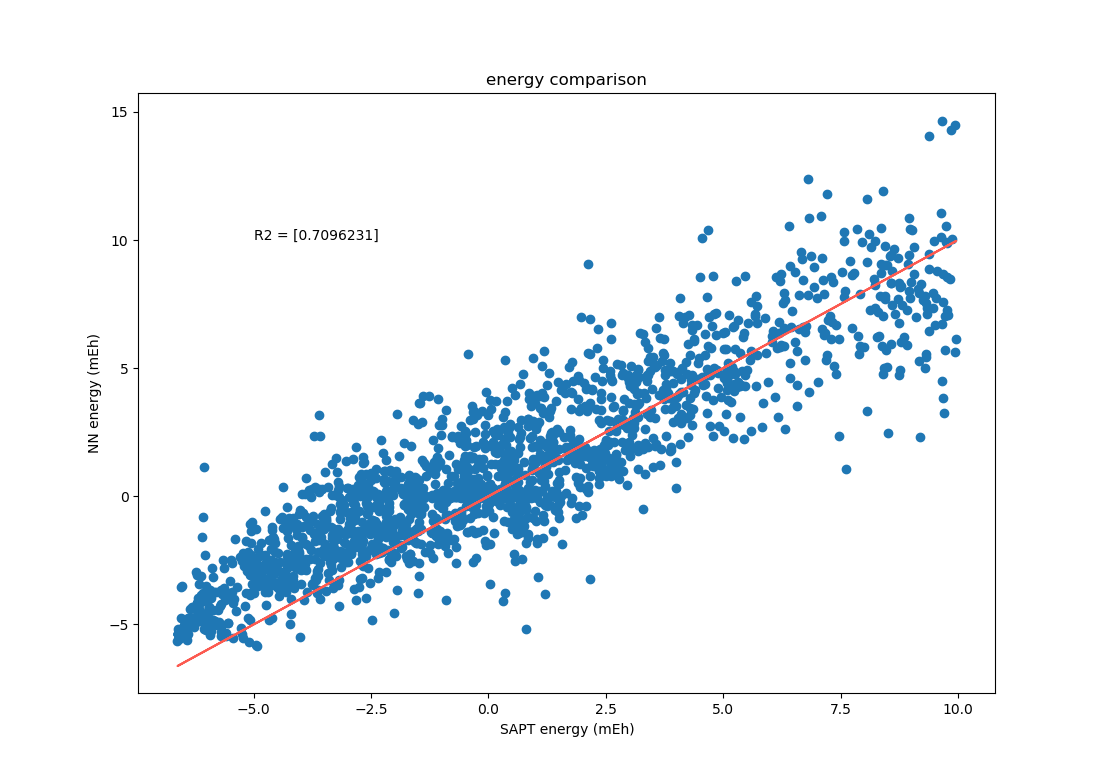 energy comparison
15
10
5
0
−5
R2 = [0.7096231]
NN energy (mEh)
−5.0 −2.5 0.0 2.5 5.0 7.5 10.0
SAPT energy (mEh)